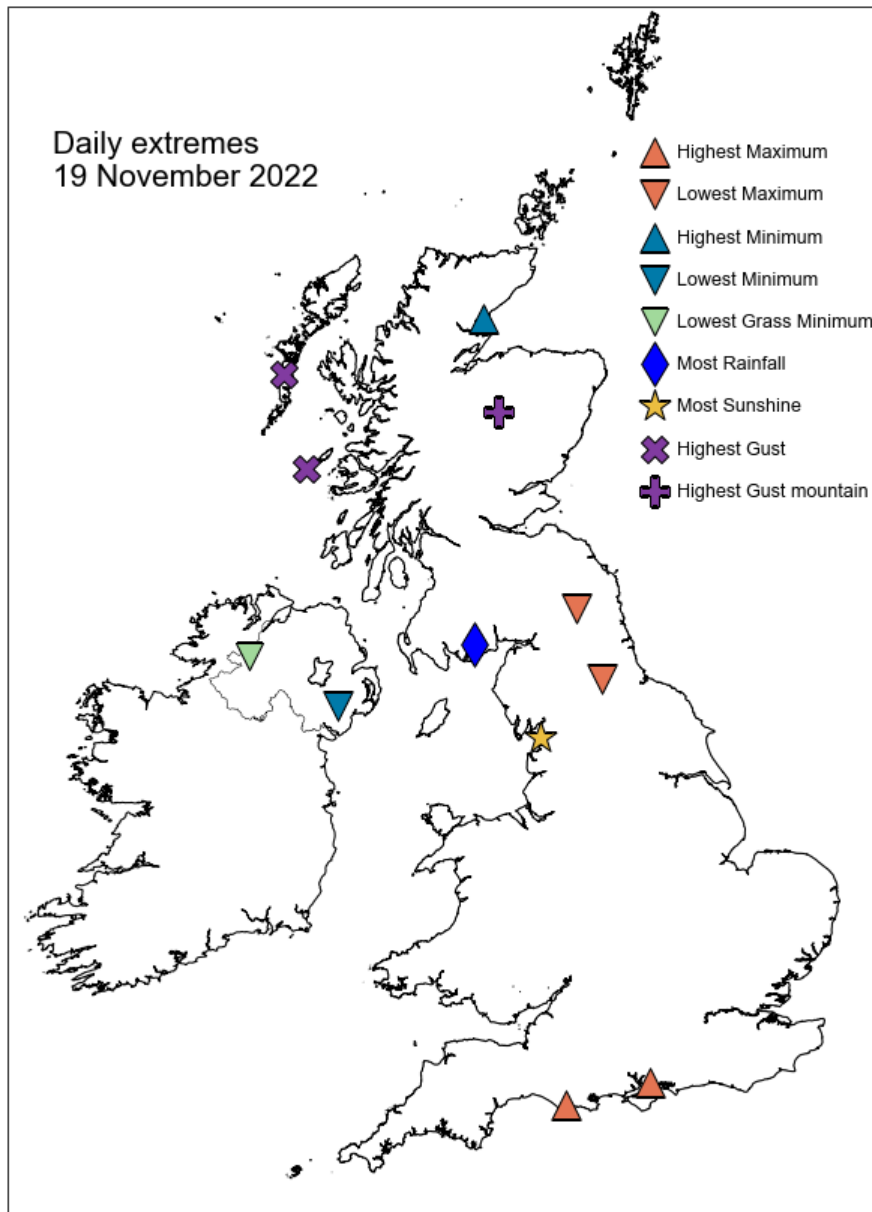 Daily extremes
19 November 2022
Highest Maximum
Lowest Maximum
Highest Minimum
Lowest Minimum
Lowest Grass Minimum
Most Rainfall
Most Sunshine
Highest Gust
Highest Gust mountain